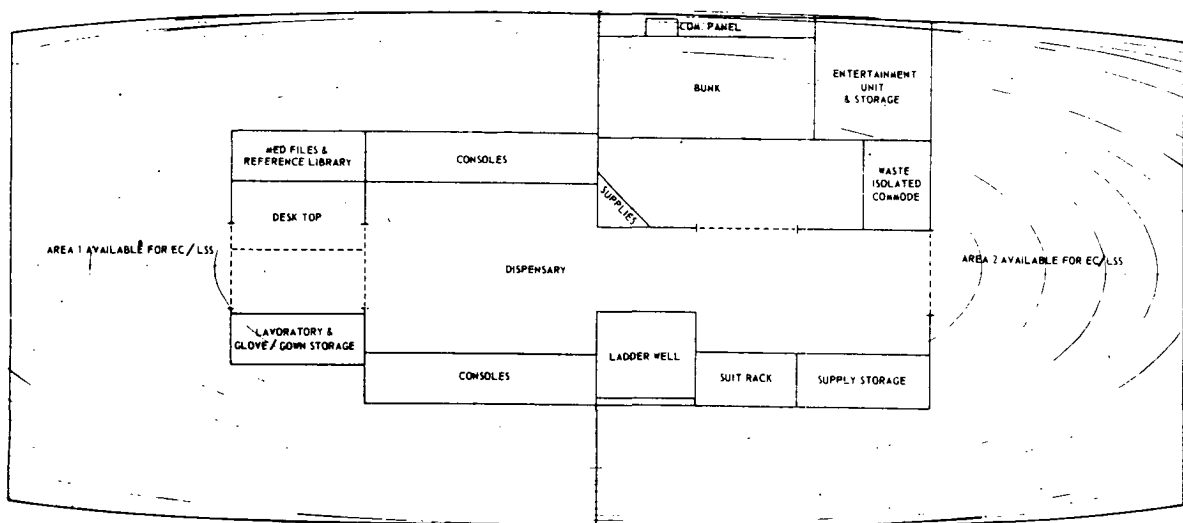 COM. PANEL
BUNK
ENTERTAINMENT
UNIT
& STORAGE
MED FILES &
REFERENCE LIBRARY
CONSOLES
WASTE
ISOLATED
COMMODE
SUPPLIES
DESK TOP
AREA 1 AVAILABLE FOR EC/LSS
DISPENSARY
AREA 2 AVAILABLE FOR EC/LSS
LAVORATORY &
GLOVE/GOWN STORAGE
LADDER WELL
CONSOLES
SUIT RACK
SUPPLY STORAGE